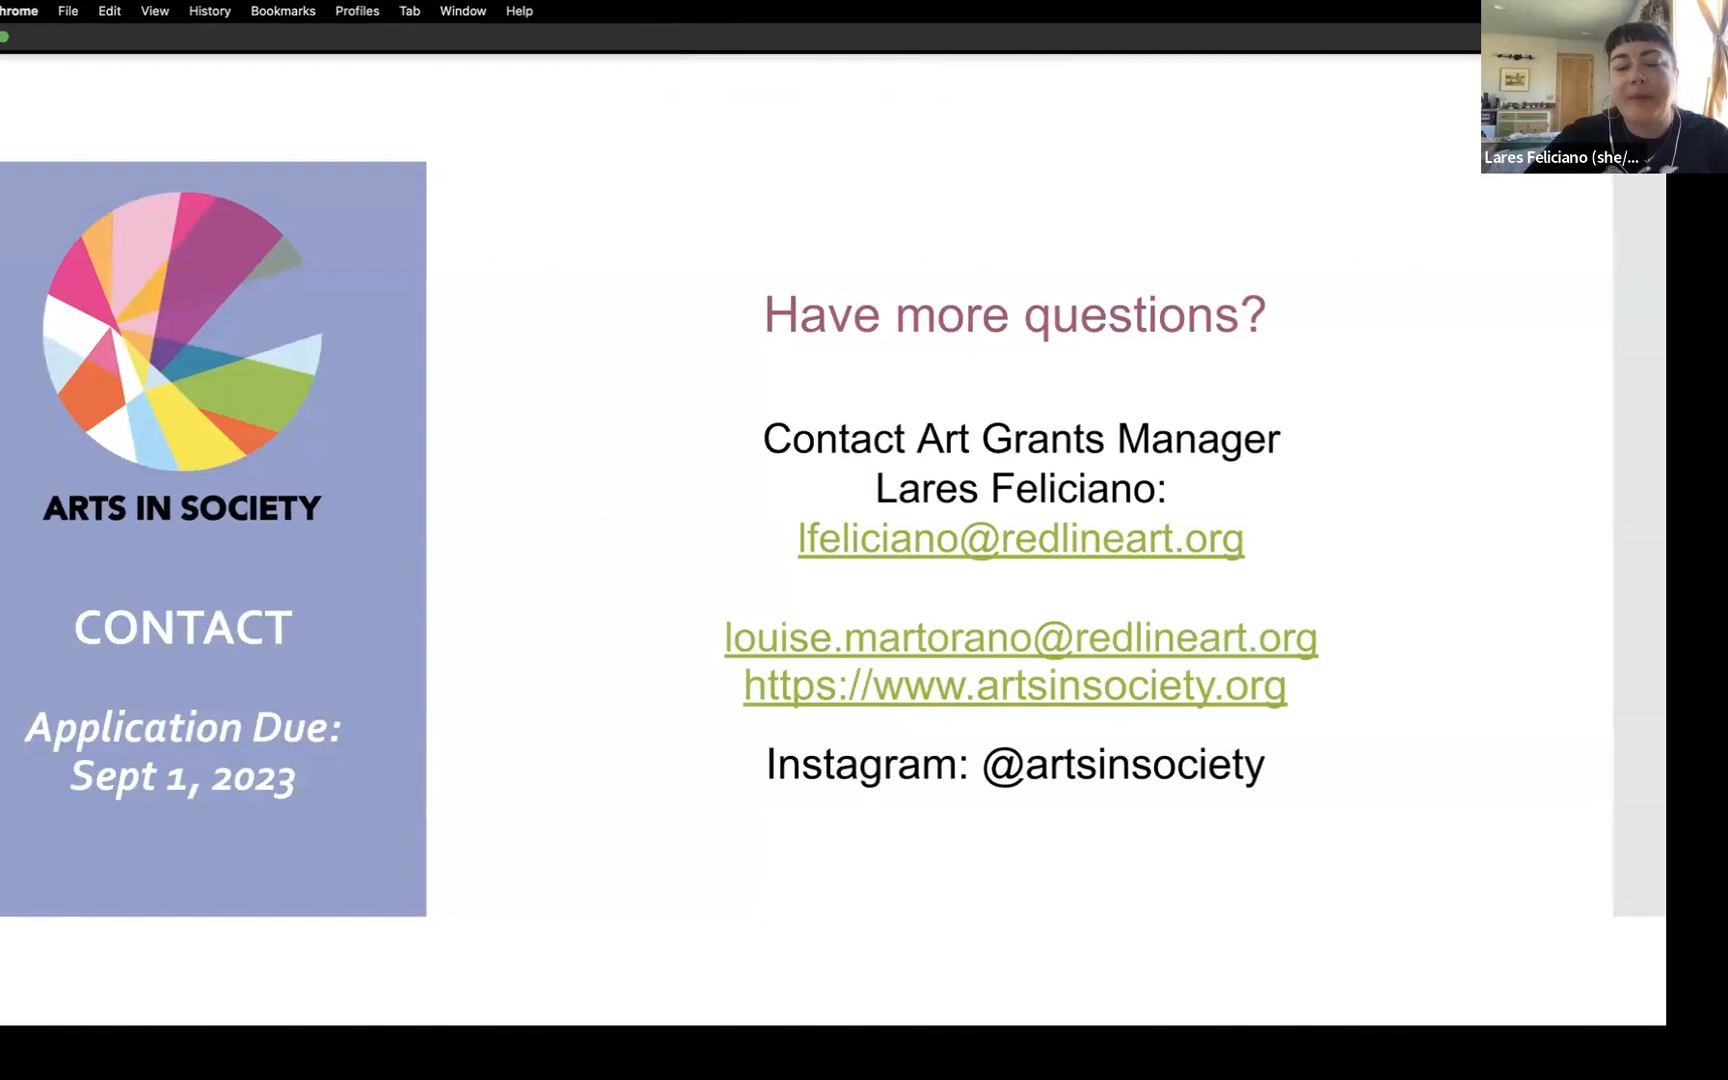 hrome File Edit View History Bookmarks Profiles Tab Window Help
Lares Feliciano (she/...
ARTS IN SOCIETY
CONTACT
Application Due:
Sept 1, 2023
Have more questions?
Contact Art Grants Manager
Lares Feliciano:
lfeliciano@redlineart.org
louise.martorano@redlineart.org
https://www.artsinsociety.org
Instagram: @artsinsociety